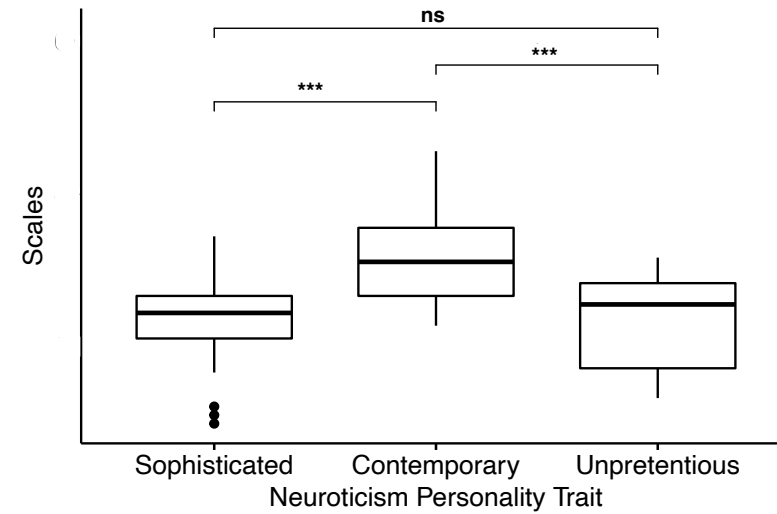 ns
***
***
Scales
Sophisticated Contemporary Unpretentious
Neuroticism Personality Trait